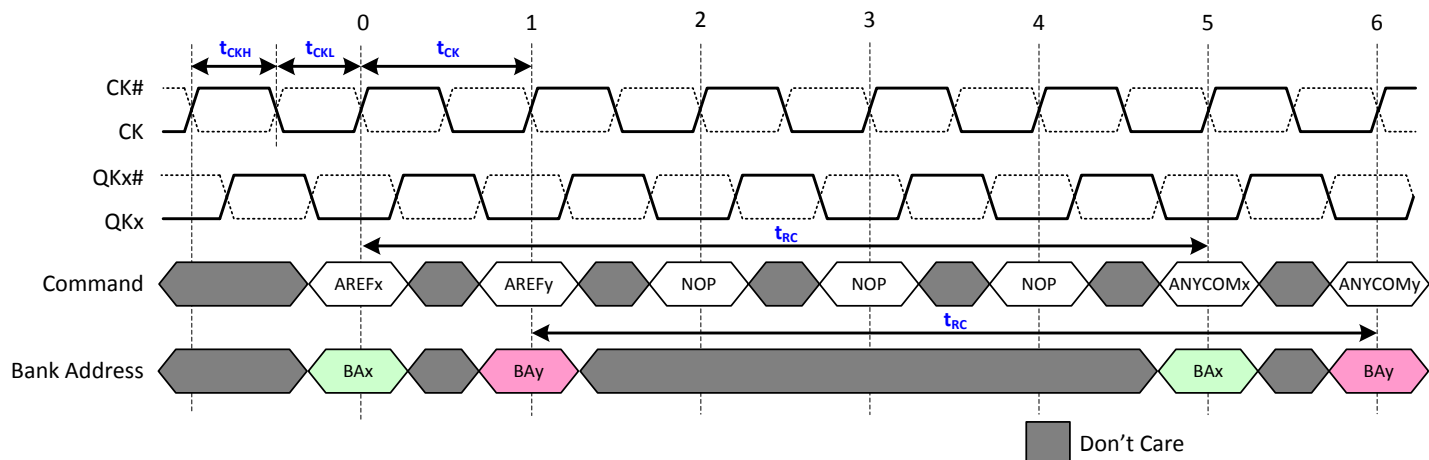 0 1 2 3 4 5 6
tCKH tCKL tCK
CK#
CK
QKx#
QKx
tRC
Command AREFx AREFy NOP NOP NOP ANYCOMx ANYCOMy
tRC
Bank Address BAx BAy BAx BAy
Don't Care